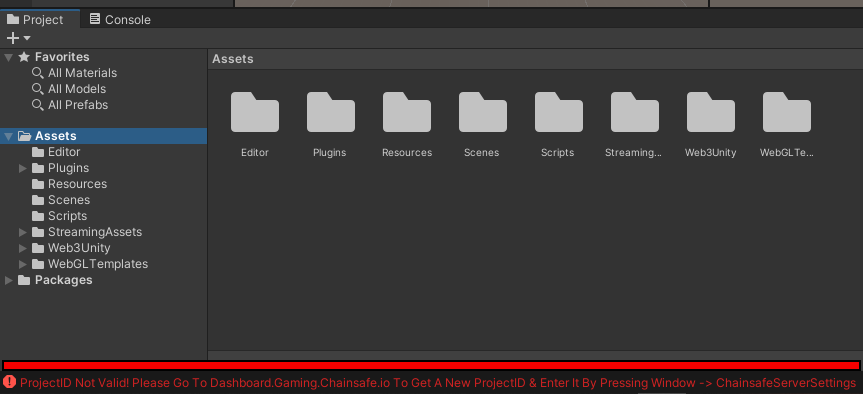 Project
Console
Favorites
All Materials
All Models
All Prefabs
Assets
Editor
Plugins
Resources
Scenes
Scripts
StreamingAssets
Web3Unity
WebGLTemplates
Packages
Assets
Editor
Plugins
Resources
Scenes
Scripts
Streaming...
Web3Unity
WebGLTe...
ProjectID Not Valid! Please Go To Dashboard.Gaming.Chainsafe.io To Get A New ProjectID & Enter It By Pressing Window -> ChainsafeServerSettings